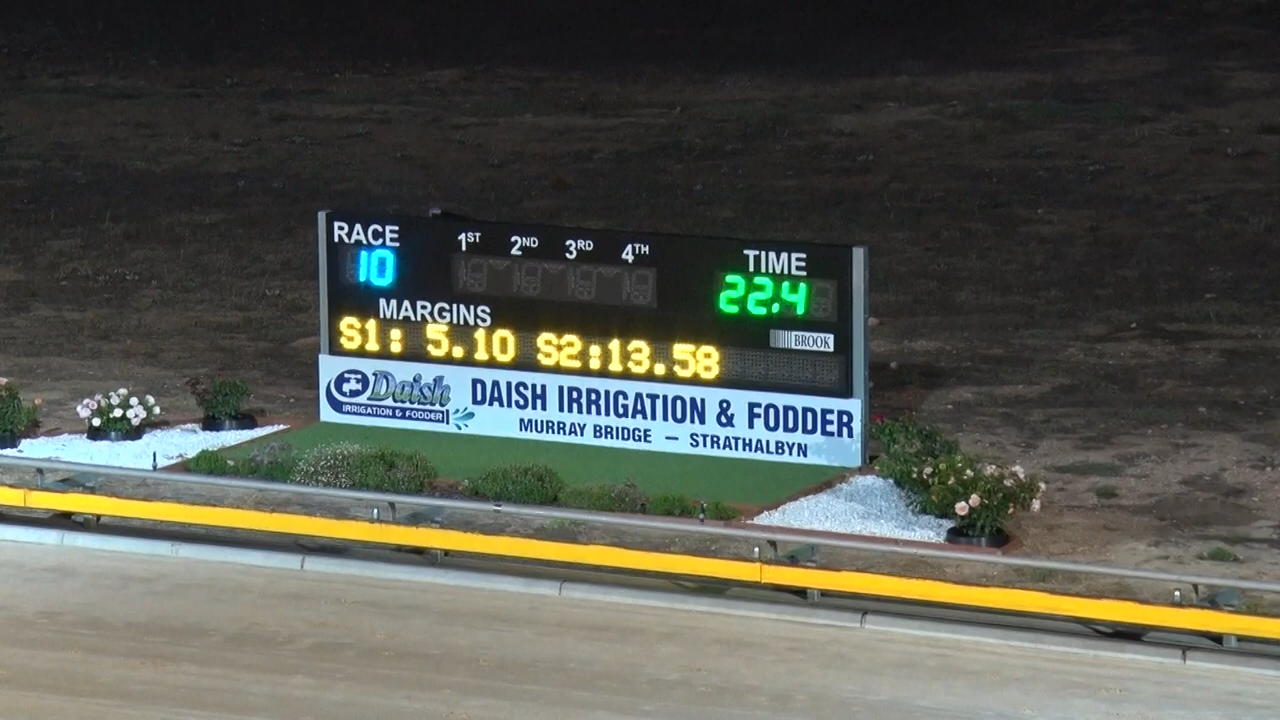 RACE 1ST 2ND 3RD 4TH TIME
10 22.4
MARGINS
BROOK
S1: 5.10 S2:13.58
Daish
IRRIGATION & FODDER
DAISH IRRIGATION & FODDER
MURRAY BRIDGE – STRATHALBYN